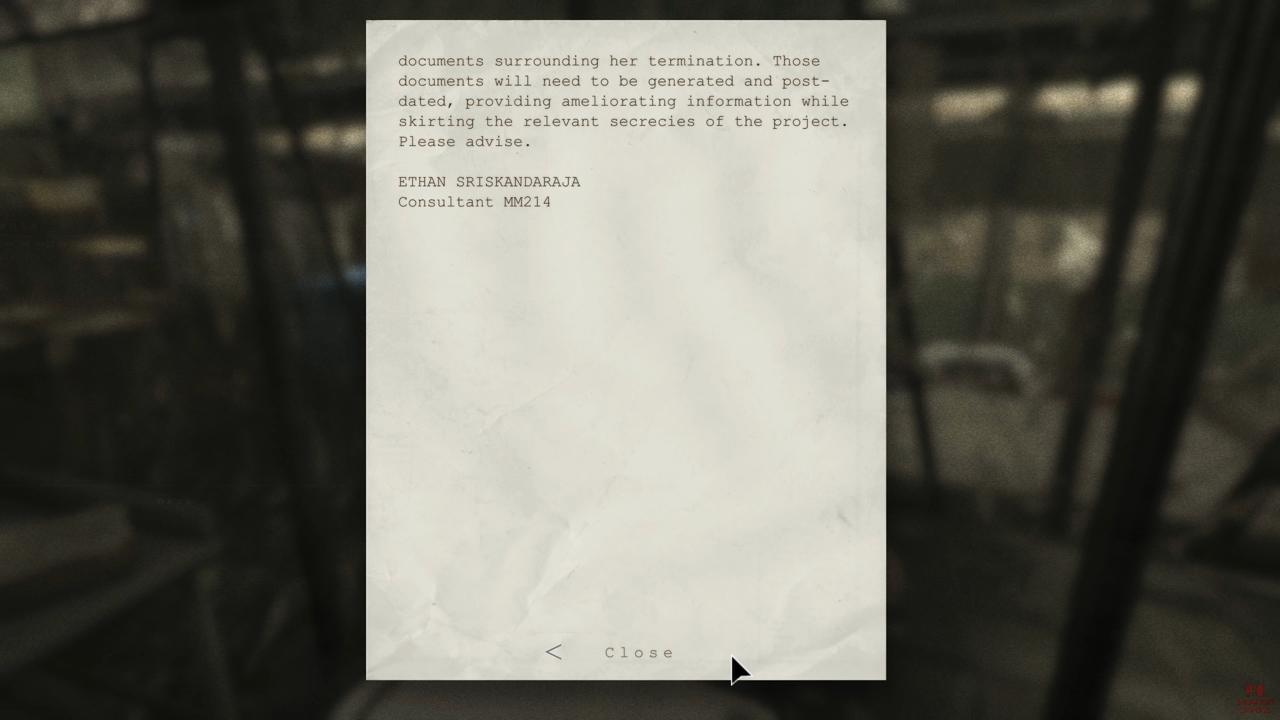 documents surrounding her termination. Those
documents will need to be generated and post-
dated, providing ameliorating information while
skirting the relevant secrecies of the project.
Please advise.
ETHAN SRISKANDARAJA
Consultant MM214
< Close